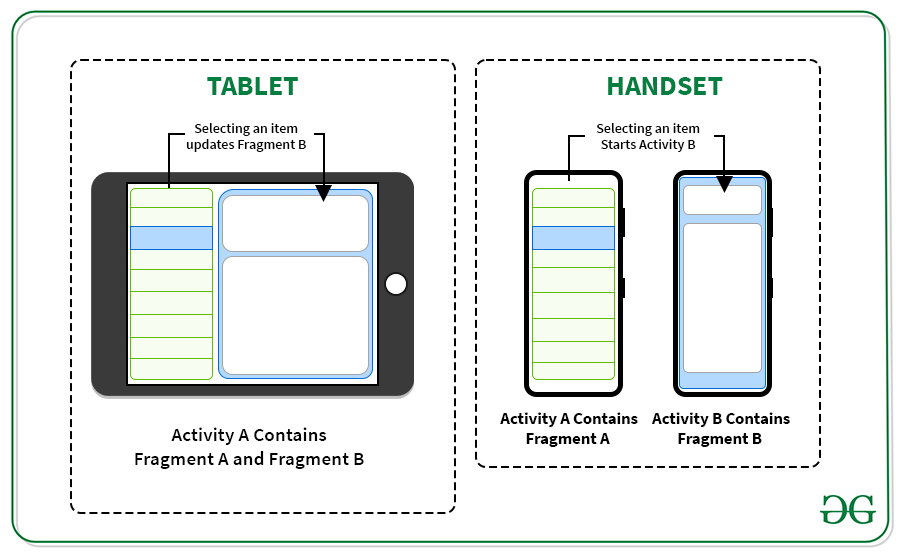 TABLET
Selecting an item
updates Fragment B
Activity A Contains
Fragment A and Fragment B
HANDSET
Selecting an item
Starts Activity B
Activity A Contains
Fragment A
Activity B Contains
Fragment B